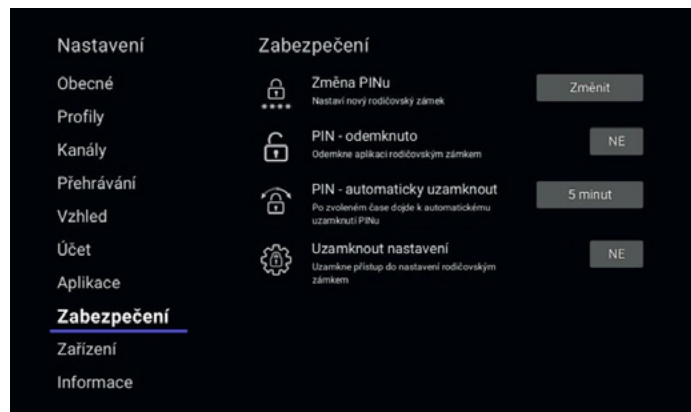 Nastavení
Obecné
Profily
Kanály
Přehrávání
Vzhled
Účet
Aplikace
Zabezpečení
Zařízení
Informace
Zabezpečení
Změna PINu
Nastaví nový rodičovský zámek
Změnit
PIN - odemknuto
Odemkne aplikaci rodičovským zámkem
NE
PIN - automaticky uzamknout
Po zvoleném čase dojde k automatickému
uzamknutí PINu
5 minut
Uzamknout nastavení
Uzamkne přístup do nastavení rodičovským
zámkem
NE